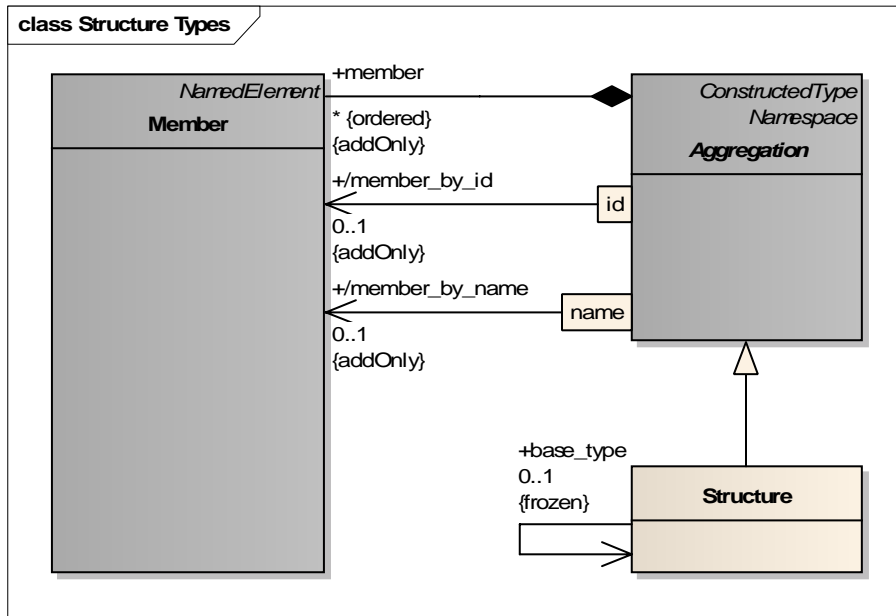 class Structure Types
NamedElement
Member
+member
* {ordered}
{addOnly}
+/member_by_id
0..1
{addOnly}
+/member_by_name
0..1
{addOnly}
id
name
ConstructedType
Namespace
Aggregation
+base_type
0..1
{frozen}
Structure